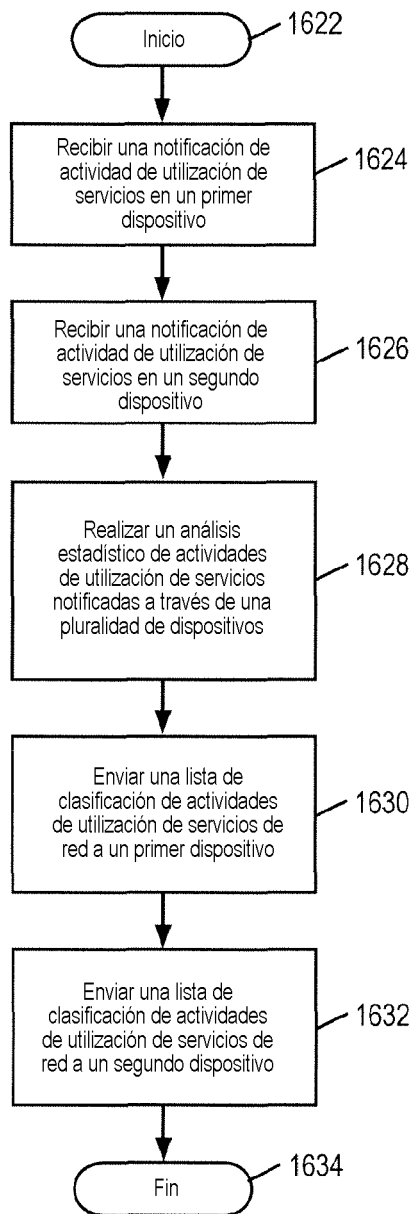 Inicio
1622
Recibir una notificación de
actividad de utilización de
servicios en un primer
dispositivo
1624
Recibir una notificación de
actividad de utilización de
servicios en un segundo
dispositivo
1626
Realizar un análisis
estadístico de actividades
de utilización de servicios
notificadas a través de una
pluralidad de dispositivos
1628
Enviar una lista de
clasificación de actividades
de utilización de servicios de
red a un primer dispositivo
1630
Enviar una lista de
clasificación de actividades
de utilización de servicios de
red a un segundo dispositivo
1632
Fin
1634